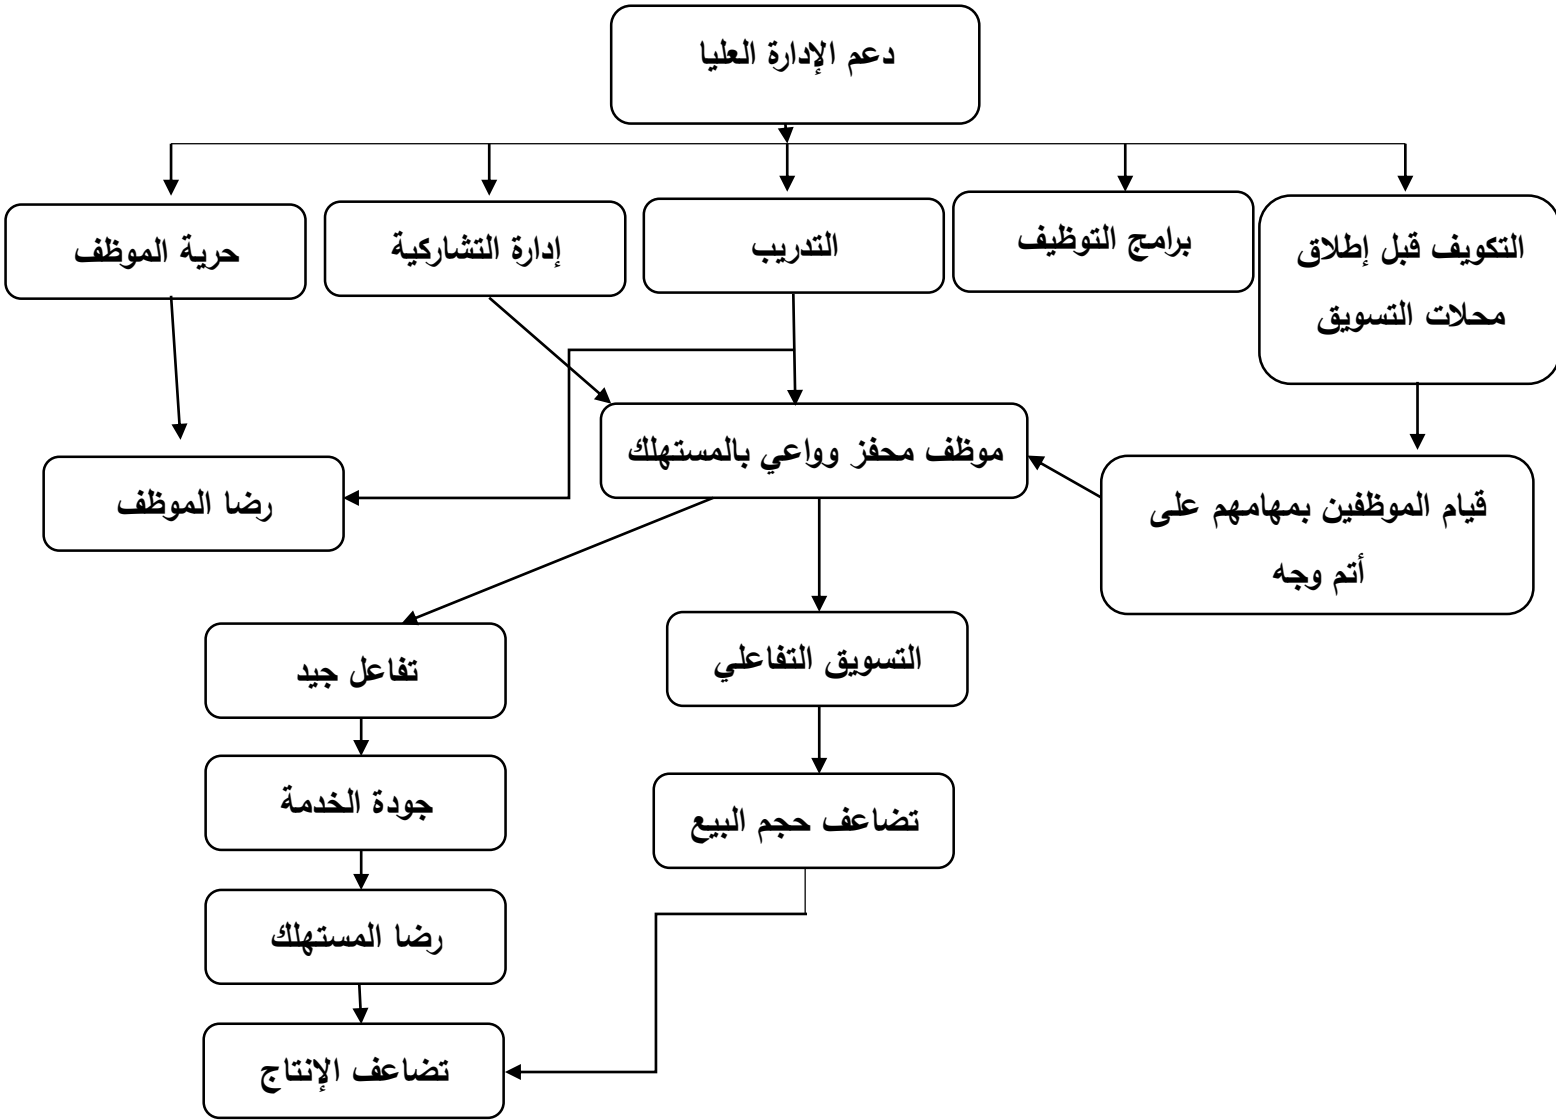 دعم الإدارة العليا
التكويف قبل إطلاق
محلات التسويق
برامج التوظيف
التدريب
إدارة التشاركية
حرية الموظف
موظف محفز وواعي بالمستهلك
رضا الموظف
قيام الموظفين بمهامهم على
أتم وجه
التسويق التفاعلي
تفاعل جيد
جودة الخدمة
تضاعف حجم البيع
رضا المستهلك
تضاعف الإنتاج